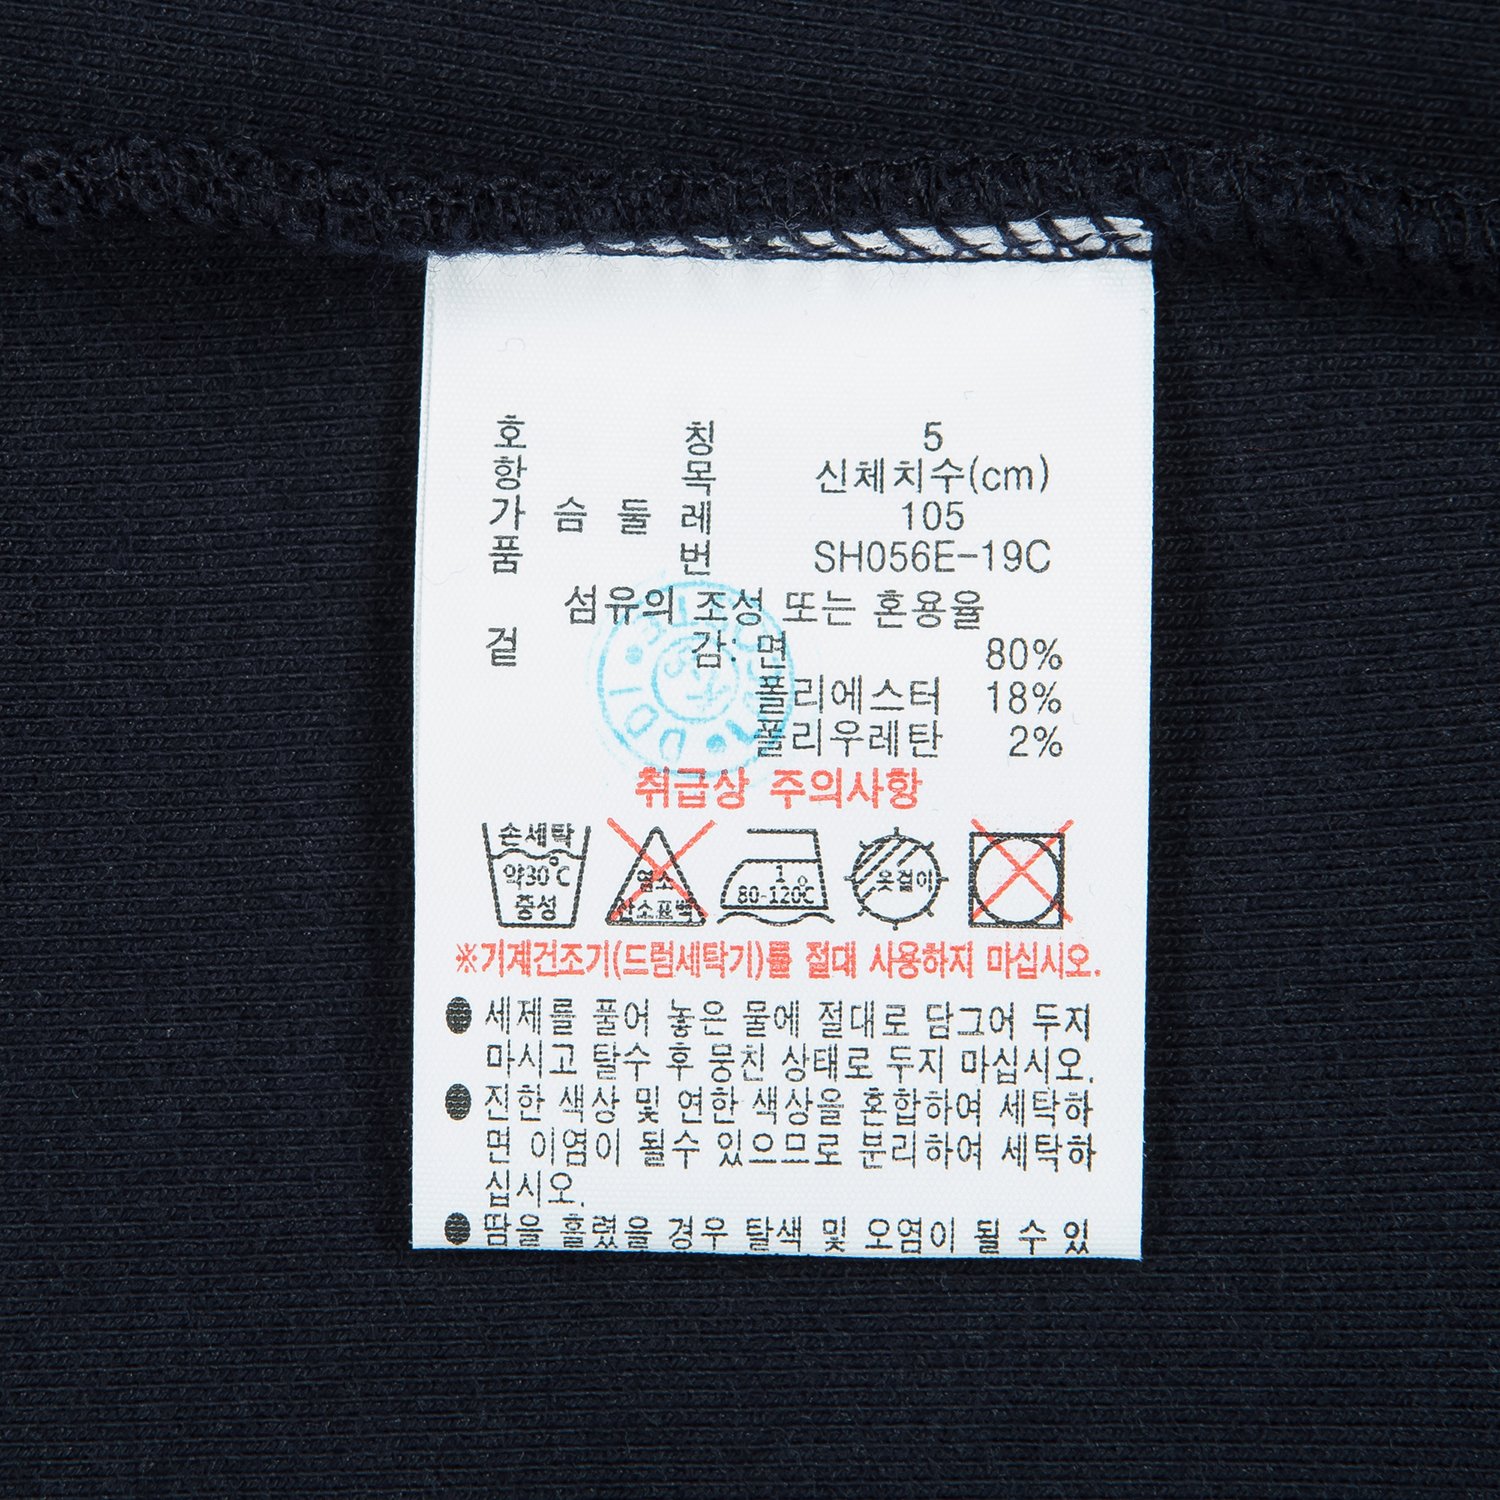 호 칭 5
항 목 신체치수(cm)
가 슴 둘 레 105
품 번 SH056E-19C
섬유의 조성 또는 혼용율
겉 감: 면 80%
폴리에스터 18%
폴리우레탄 2%
취급상 주의사항
손세탁
약30℃
중성
염소
산소표백
1
80-120℃
옷걸이
※기계건조기(드럼세탁기)를 절대 사용하지 마십시오.
● 세제를 풀어 놓은 물에 절대로 담그어 두지
마시고 탈수 후 뭉친 상태로 두지 마십시오.
● 진한 색상 및 연한 색상을 혼합하여 세탁하
면 이염이 될수 있으므로 분리하여 세탁하
십시오.
● 땀을 흘렸을 경우 탈색 및 오염이 될 수 있